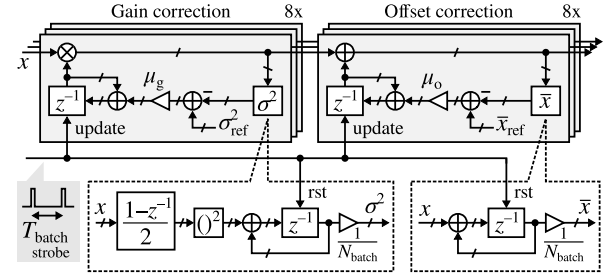 Gain correction 8x Offset correction 8x
x
μg μo
z⁻¹ σ² z⁻¹ x̄
update σ²ref update x̄ref
rst rst
Tbatch strobe
x 1−z⁻¹ / 2 ()² z⁻¹ 1 / Nbatch σ²
x z⁻¹ 1 / Nbatch x̄